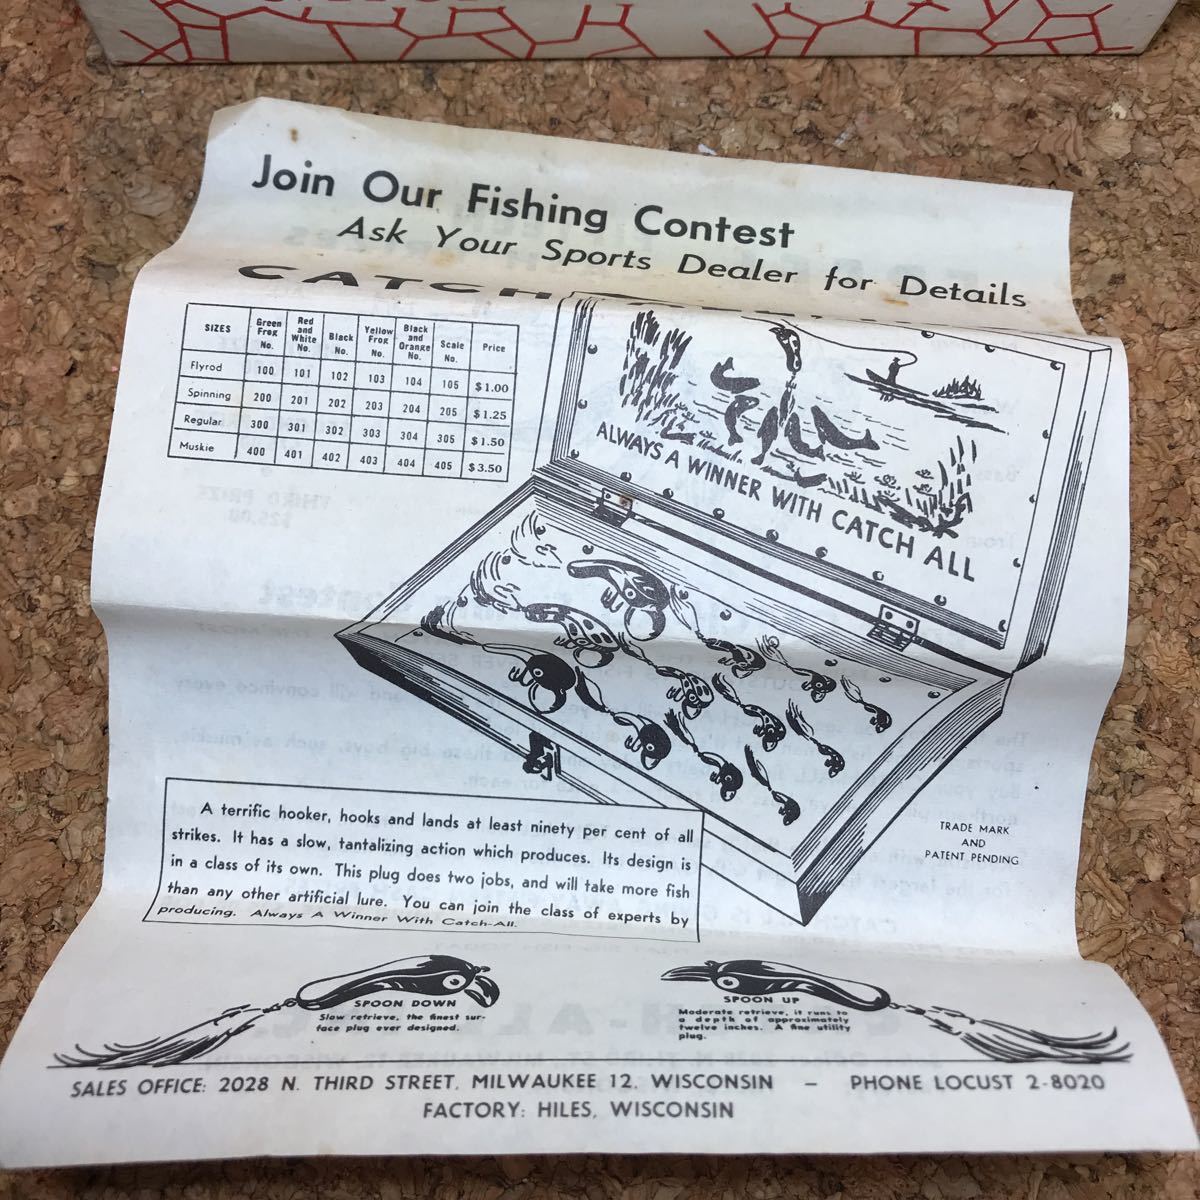 Join Our Fishing Contest
Ask Your Sports Dealer for Details
CATCH
SIZES Green Frog No. Red and White No. Black No. Yellow Frog No. Black and Orange No. Scale No. Price
Flyrod 100 101 102 103 104 105 $1.00
Spinning 200 201 202 203 204 205 $1.25
Regular 300 301 302 303 304 305 $1.50
Muskie 400 401 402 403 404 405 $3.50
ALWAYS A WINNER WITH CATCH ALL
TRADE MARK
AND
PATENT PENDING
A terrific hooker, hooks and lands at least ninety per cent of all
strikes. It has a slow, tantalizing action which produces. Its design is
in a class of its own. This plug does two jobs, and will take more fish
than any other artificial lure. You can join the class of experts by
producing. Always A Winner With Catch-All.
SPOON DOWN
Slow retrieve, the finest sur-
face plug ever designed.
SPOON UP
Moderate retrieve, it runs to
a depth of approximately
twelve inches. A fine utility
plug.
SALES OFFICE: 2028 N. THIRD STREET, MILWAUKEE 12, WISCONSIN — PHONE LOCUST 2-8020
FACTORY: HILES, WISCONSIN